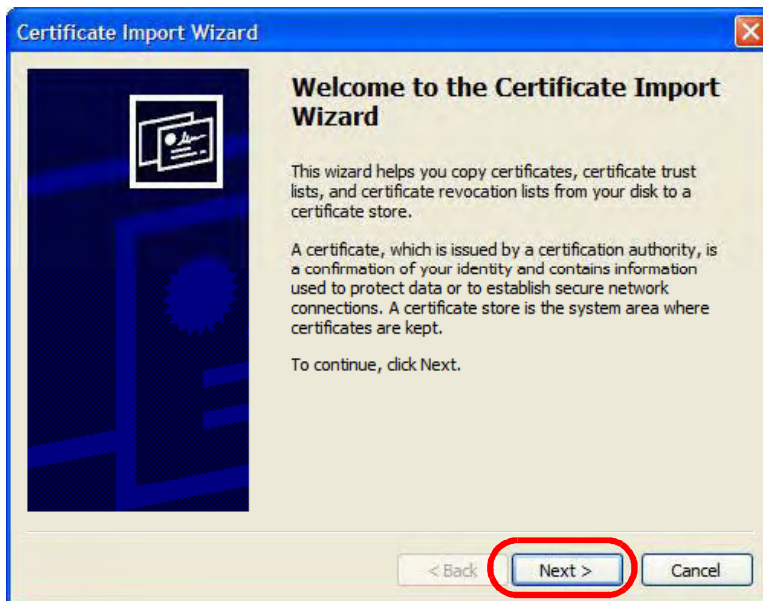 Certificate Import Wizard
Welcome to the Certificate Import
Wizard
This wizard helps you copy certificates, certificate trust
lists, and certificate revocation lists from your disk to a
certificate store.
A certificate, which is issued by a certification authority, is
a confirmation of your identity and contains information
used to protect data or to establish secure network
connections. A certificate store is the system area where
certificates are kept.
To continue, click Next.
< Back Next > Cancel